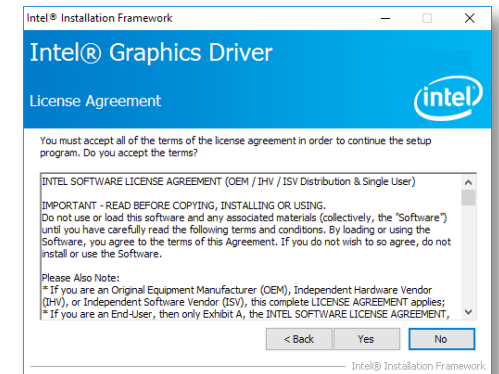 Intel® Installation Framework
Intel® Graphics Driver
License Agreement
intel
You must accept all of the terms of the license agreement in order to continue the setup
program. Do you accept the terms?
INTEL SOFTWARE LICENSE AGREEMENT (OEM / IHV / ISV Distribution & Single User)
IMPORTANT - READ BEFORE COPYING, INSTALLING OR USING.
Do not use or load this software and any associated materials (collectively, the "Software")
until you have carefully read the following terms and conditions. By loading or using the
Software, you agree to the terms of this Agreement. If you do not wish to so agree, do not
install or use the Software.
Please Also Note:
* If you are an Original Equipment Manufacturer (OEM), Independent Hardware Vendor
(IHV), or Independent Software Vendor (ISV), this complete LICENSE AGREEMENT applies;
* If you are an End-User, then only Exhibit A, the INTEL SOFTWARE LICENSE AGREEMENT,
< Back Yes No
Intel® Installation Framework